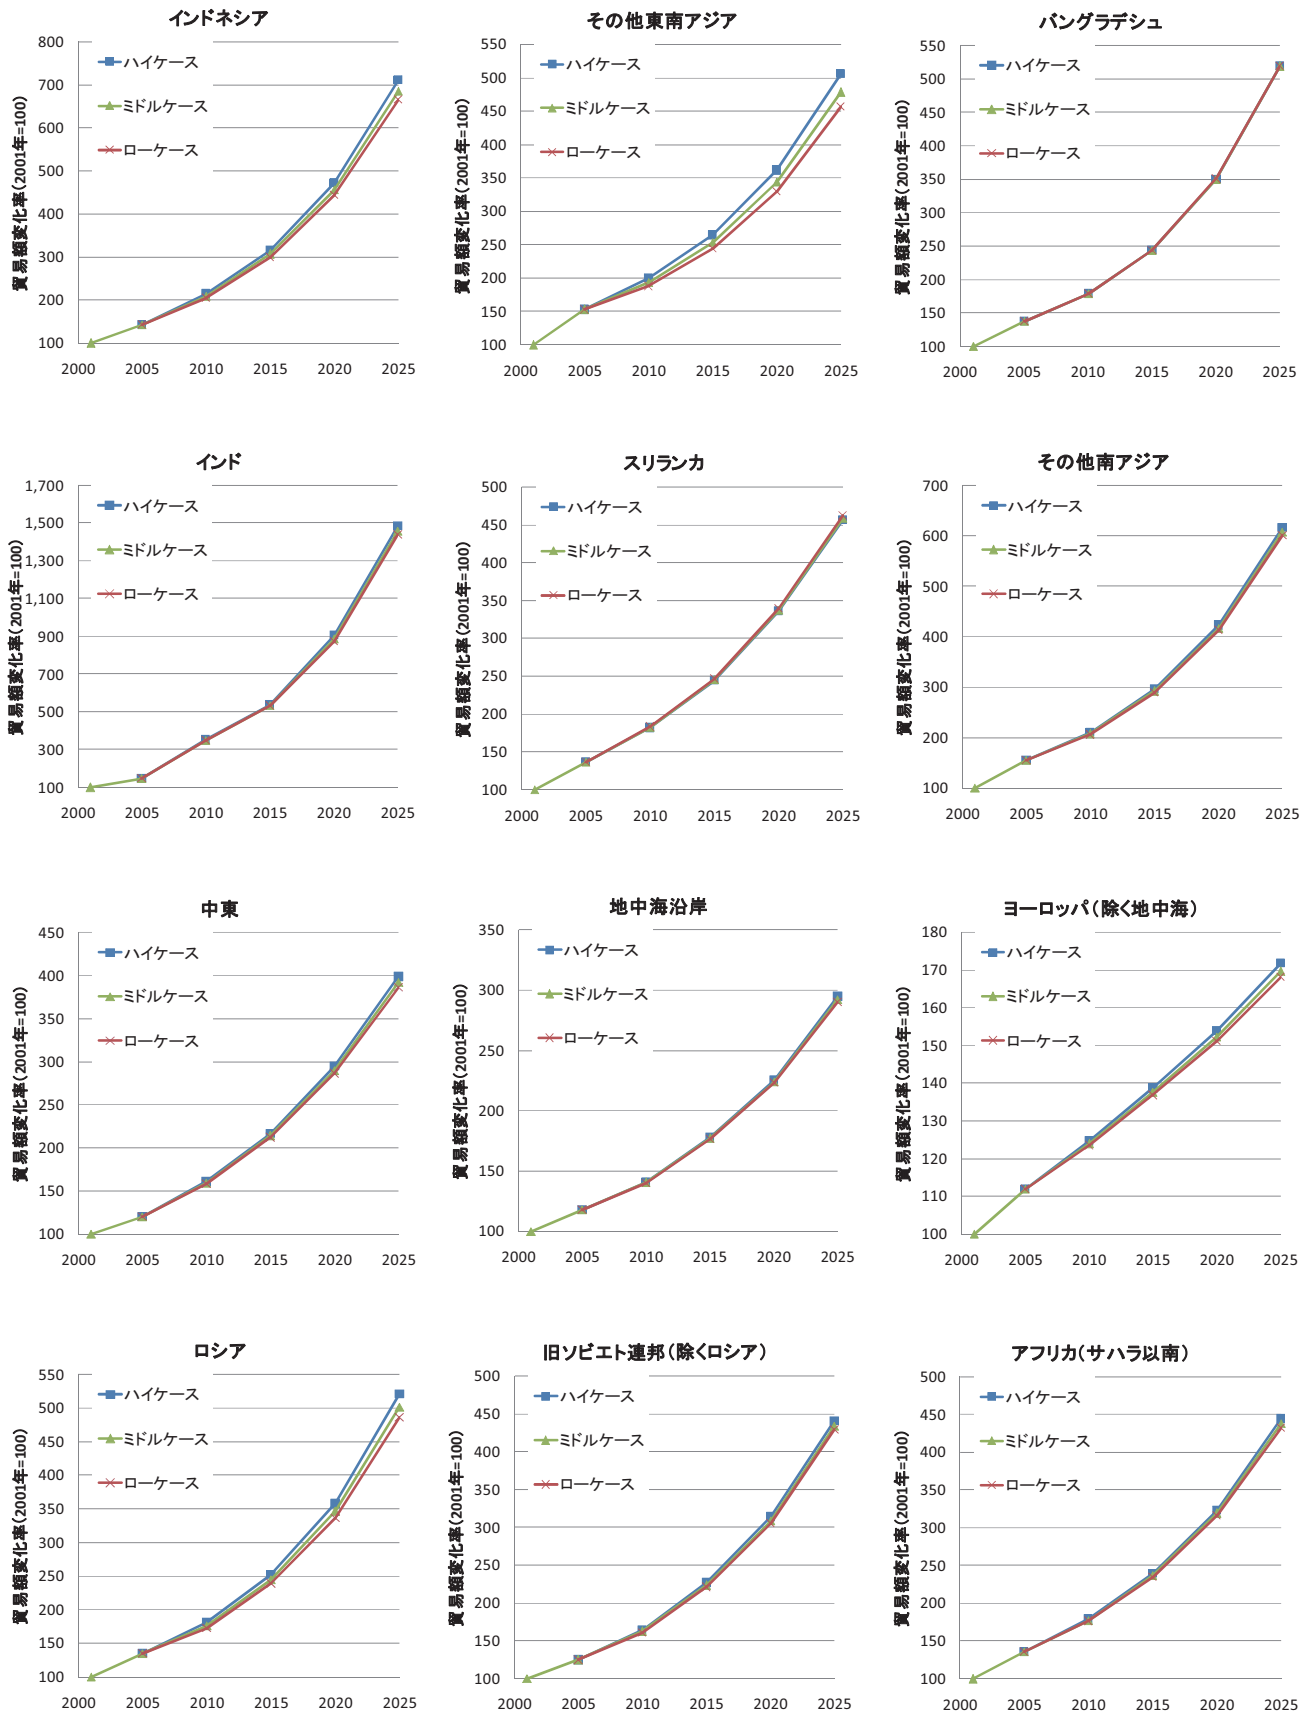 インドネシア
貿易額変化率(2001年=100)
800
700
600
500
400
300
200
100
2000 2005 2010 2015 2020 2025
ハイケース
ミドルケース
ローケース
その他東南アジア
貿易額変化率(2001年=100)
550
500
450
400
350
300
250
200
150
100
2000 2005 2010 2015 2020 2025
ハイケース
ミドルケース
ローケース
バングラデシュ
貿易額変化率(2001年=100)
550
500
450
400
350
300
250
200
150
100
2000 2005 2010 2015 2020 2025
ハイケース
ミドルケース
ローケース
インド
貿易額変化率(2001年=100)
1,700
1,500
1,300
1,100
900
700
500
300
100
2000 2005 2010 2015 2020 2025
ハイケース
ミドルケース
ローケース
スリランカ
貿易額変化率(2001年=100)
500
450
400
350
300
250
200
150
100
2000 2005 2010 2015 2020 2025
ハイケース
ミドルケース
ローケース
その他南アジア
貿易額変化率(2001年=100)
700
600
500
400
300
200
100
2000 2005 2010 2015 2020 2025
ハイケース
ミドルケース
ローケース
中東
貿易額変化率(2001年=100)
450
400
350
300
250
200
150
100
2000 2005 2010 2015 2020 2025
ハイケース
ミドルケース
ローケース
地中海沿岸
貿易額変化率(2001年=100)
350
300
250
200
150
100
2000 2005 2010 2015 2020 2025
ハイケース
ミドルケース
ローケース
ヨーロッパ(除く地中海)
貿易額変化率(2001年=100)
180
170
160
150
140
130
120
110
100
2000 2005 2010 2015 2020 2025
ハイケース
ミドルケース
ローケース
ロシア
貿易額変化率(2001年=100)
550
500
450
400
350
300
250
200
150
100
2000 2005 2010 2015 2020 2025
ハイケース
ミドルケース
ローケース
旧ソビエト連邦(除くロシア)
貿易額変化率(2001年=100)
500
450
400
350
300
250
200
150
100
2000 2005 2010 2015 2020 2025
ハイケース
ミドルケース
ローケース
アフリカ(サハラ以南)
貿易額変化率(2001年=100)
500
450
400
350
300
250
200
150
100
2000 2005 2010 2015 2020 2025
ハイケース
ミドルケース
ローケース